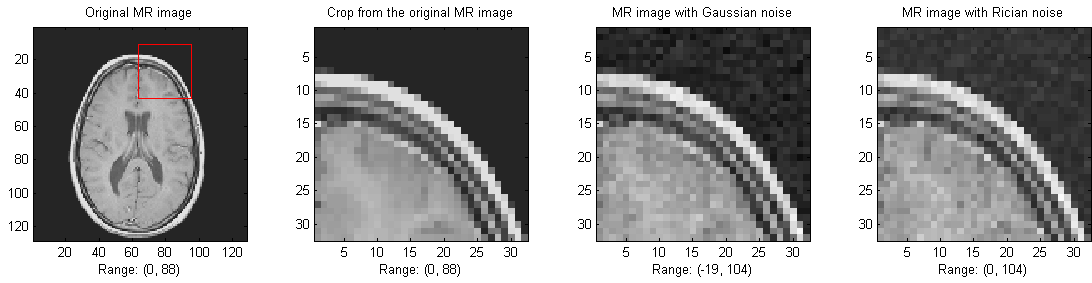 Original MR image
20
40
60
80
100
120
20 40 60 80 100 120
Range: (0, 88)
Crop from the original MR image
5
10
15
20
25
30
5 10 15 20 25 30
Range: (0, 88)
MR image with Gaussian noise
5
10
15
20
25
30
5 10 15 20 25 30
Range: (-19, 104)
MR image with Rician noise
5
10
15
20
25
30
5 10 15 20 25 30
Range: (0, 104)